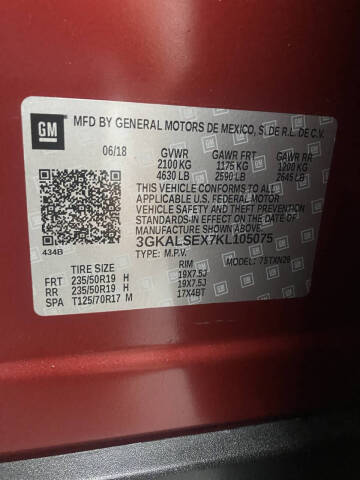 GM
MFD BY GENERAL MOTORS DE MEXICO, S. DE R.L. DE C.V.
06/18 GVWR GAWR FRT GAWR RR
2100 KG 1175 KG 1200 KG
4630 LB 2590 LB 2645 LB
THIS VEHICLE CONFORMS TO ALL
APPLICABLE U.S. FEDERAL MOTOR
VEHICLE SAFETY AND THEFT PREVENTION
STANDARDS IN EFFECT ON THE DATE OF
MANUFACTURE SHOWN ABOVE.
3GKALSEX7KL105075
434B TYPE: M.P.V. MODEL:
TIRE SIZE RIM
FRT 235/50R19 H 19X7.5J
RR 235/50R19 H 19X7.5J
SPA T125/70R17 M 17X4BT